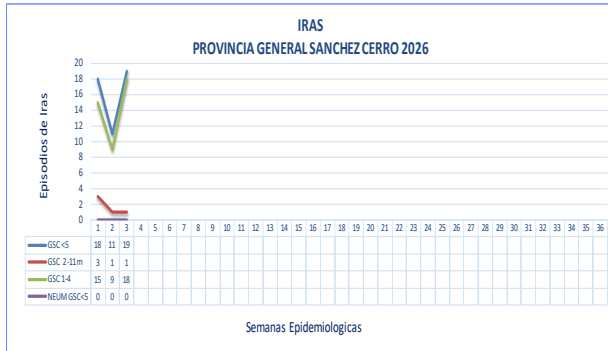 IRAS
PROVINCIA GENERAL SANCHEZ CERRO 2026
Episodios de Iras
20
18
16
14
12
10
8
6
4
2
0
1 2 3 4 5 6 7 8 9 10 11 12 13 14 15 16 17 18 19 20 21 22 23 24 25 26 27 28 29 30 31 32 33 34 35 36
GSC <5 18 11 19
GSC 2-11m 3 1 1
GSC 1-4 15 9 18
NEUM GSC<5 0 0 0
Semanas Epidemiologicas